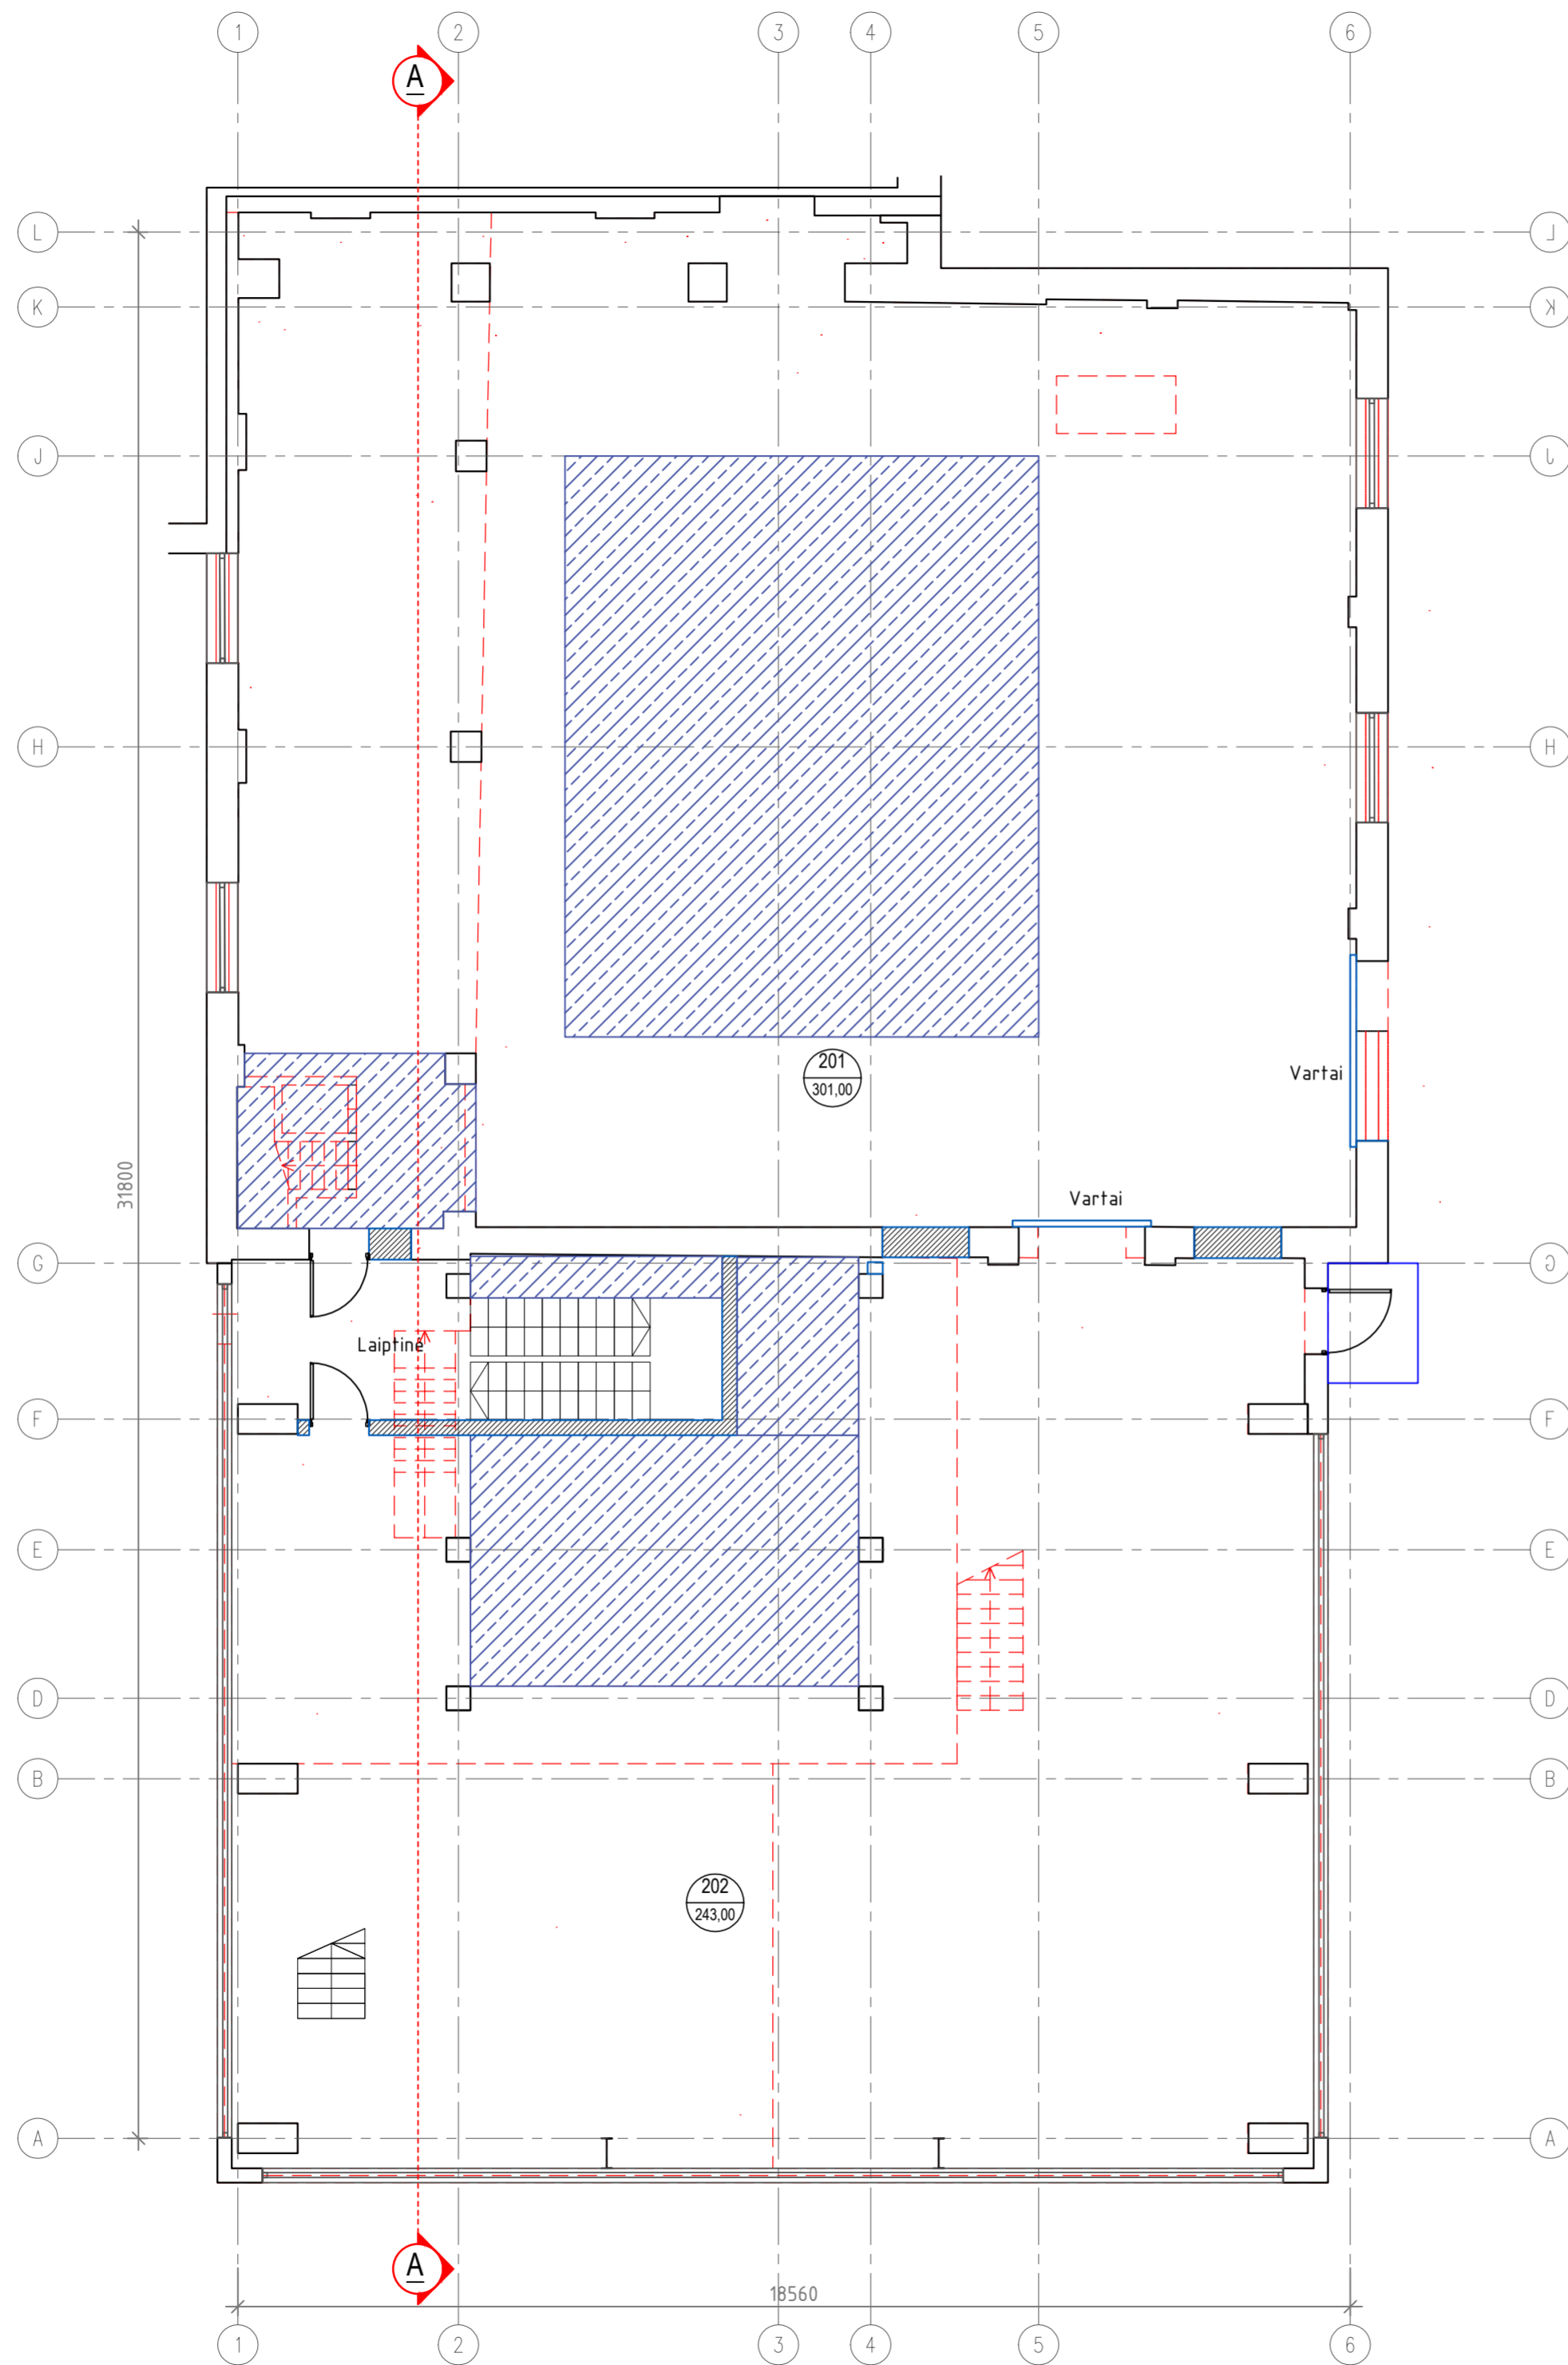 1 2 3 4 5 6
A
L L
K K
J J
H H
201
301,00
Vartai
31800
Vartai
G G
Laiptinė
F F
E E
D D
B B
202
243,00
A A
A
18560
1 2 3 4 5 6